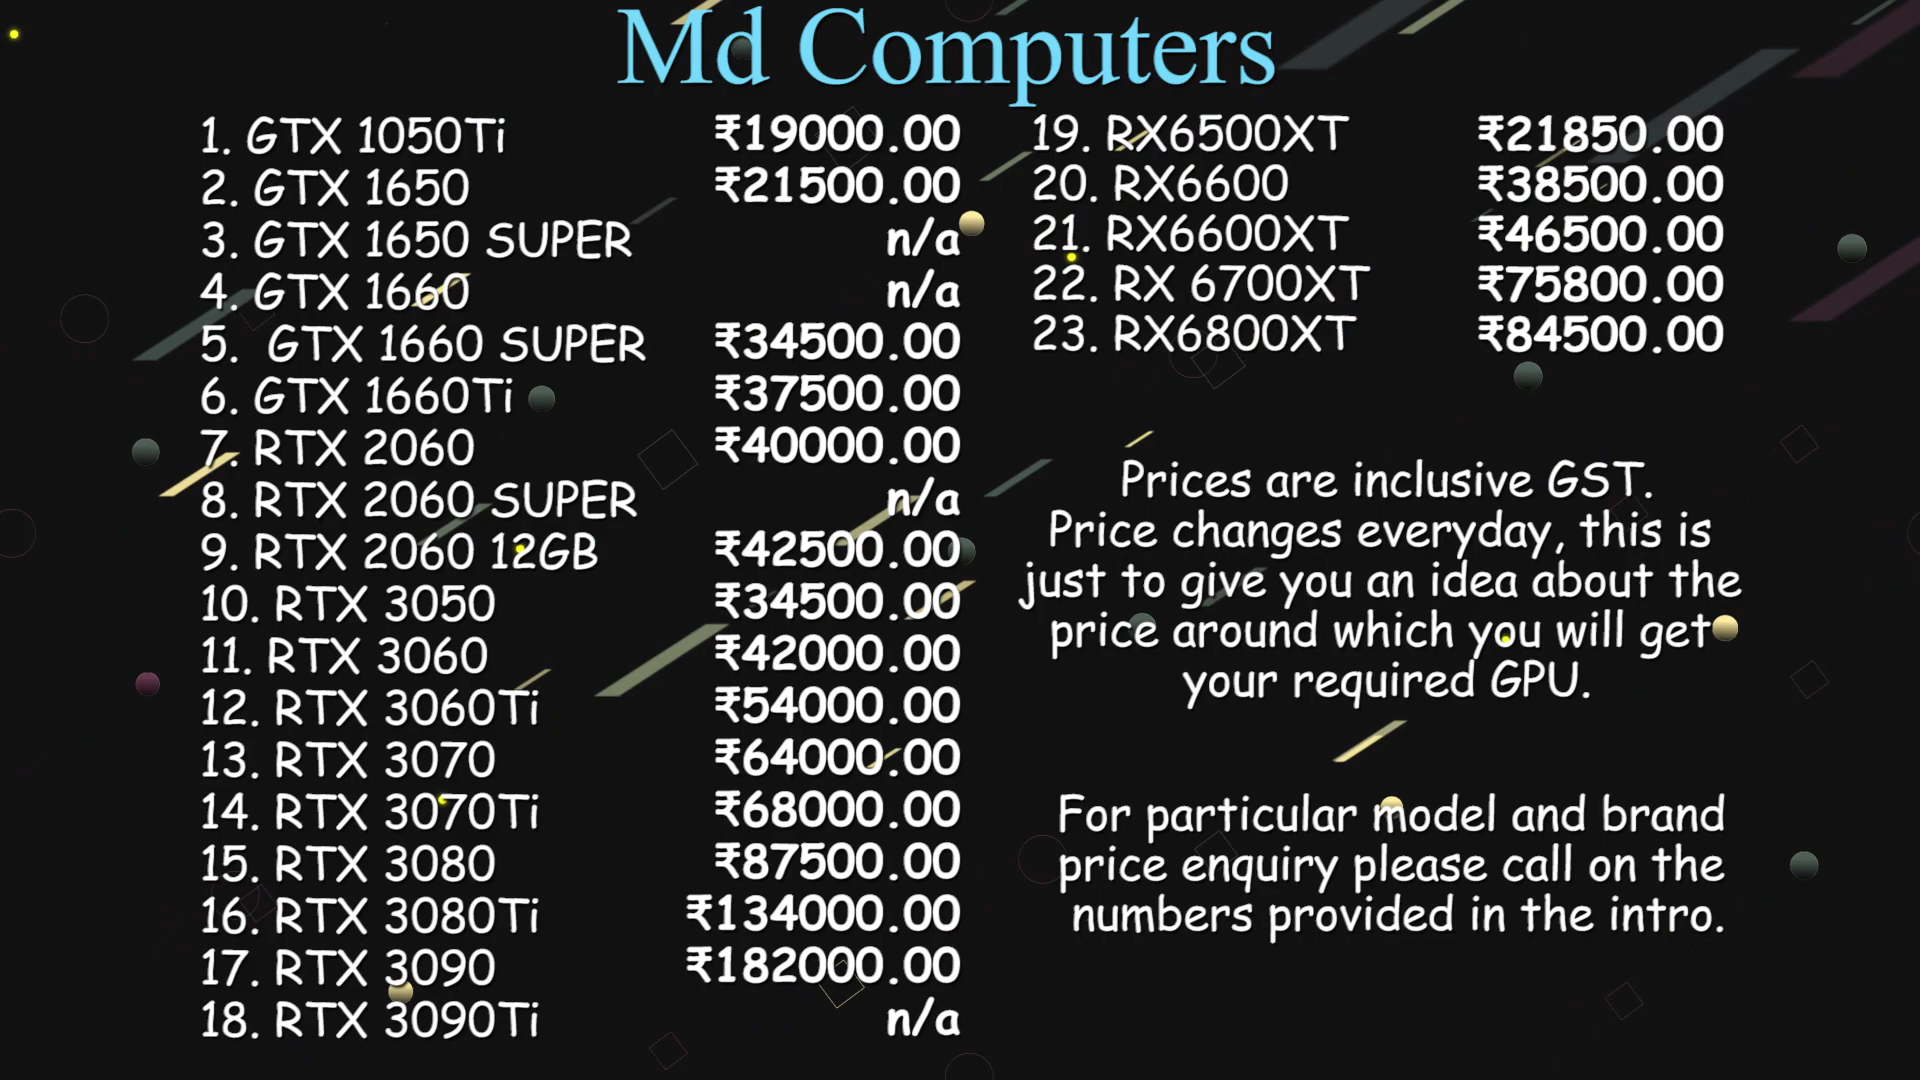 Md Computers
1. GTX 1050Ti ₹19000.00
2. GTX 1650 ₹21500.00
3. GTX 1650 SUPER n/a
4. GTX 1660 n/a
5. GTX 1660 SUPER ₹34500.00
6. GTX 1660Ti ₹37500.00
7. RTX 2060 ₹40000.00
8. RTX 2060 SUPER n/a
9. RTX 2060 12GB ₹42500.00
10. RTX 3050 ₹34500.00
11. RTX 3060 ₹42000.00
12. RTX 3060Ti ₹54000.00
13. RTX 3070 ₹64000.00
14. RTX 3070Ti ₹68000.00
15. RTX 3080 ₹87500.00
16. RTX 3080Ti ₹134000.00
17. RTX 3090 ₹182000.00
18. RTX 3090Ti n/a
19. RX6500XT ₹21850.00
20. RX6600 ₹38500.00
21. RX6600XT ₹46500.00
22. RX 6700XT ₹75800.00
23. RX6800XT ₹84500.00
Prices are inclusive GST.
Price changes everyday, this is
just to give you an idea about the
price around which you will get
your required GPU.
For particular model and brand
price enquiry please call on the
numbers provided in the intro.